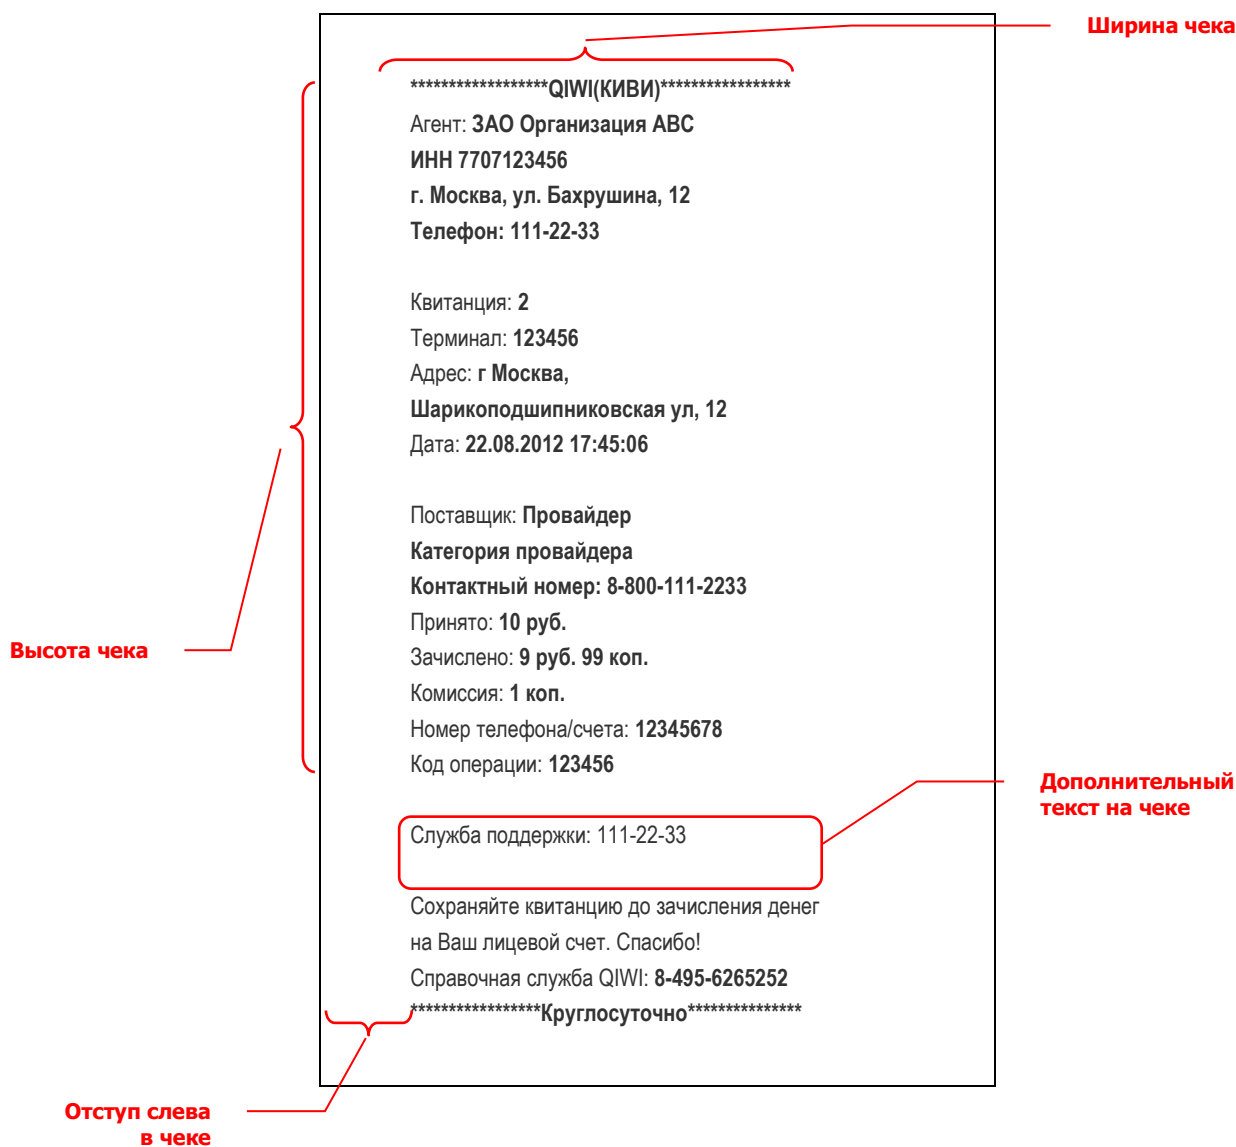 Ширина чека
******************QIWI(КИВИ)*****************
Агент: ЗАО Организация АВС
ИНН 7707123456
г. Москва, ул. Бахрушина, 12
Телефон: 111-22-33
Квитанция: 2
Терминал: 123456
Адрес: г Москва,
Шарикоподшипниковская ул, 12
Дата: 22.08.2012 17:45:06
Поставщик: Провайдер
Категория провайдера
Контактный номер: 8-800-111-2233
Принято: 10 руб.
Зачислено: 9 руб. 99 коп.
Высота чека
Комиссия: 1 коп.
Номер телефона/счета: 12345678
Код операции: 123456
Дополнительный
текст на чеке
Служба поддержки: 111-22-33
Сохраняйте квитанцию до зачисления денег
на Ваш лицевой счет. Спасибо!
Справочная служба QIWI: 8-495-6265252
*****************Круглосуточно***************
Отступ слева
в чеке